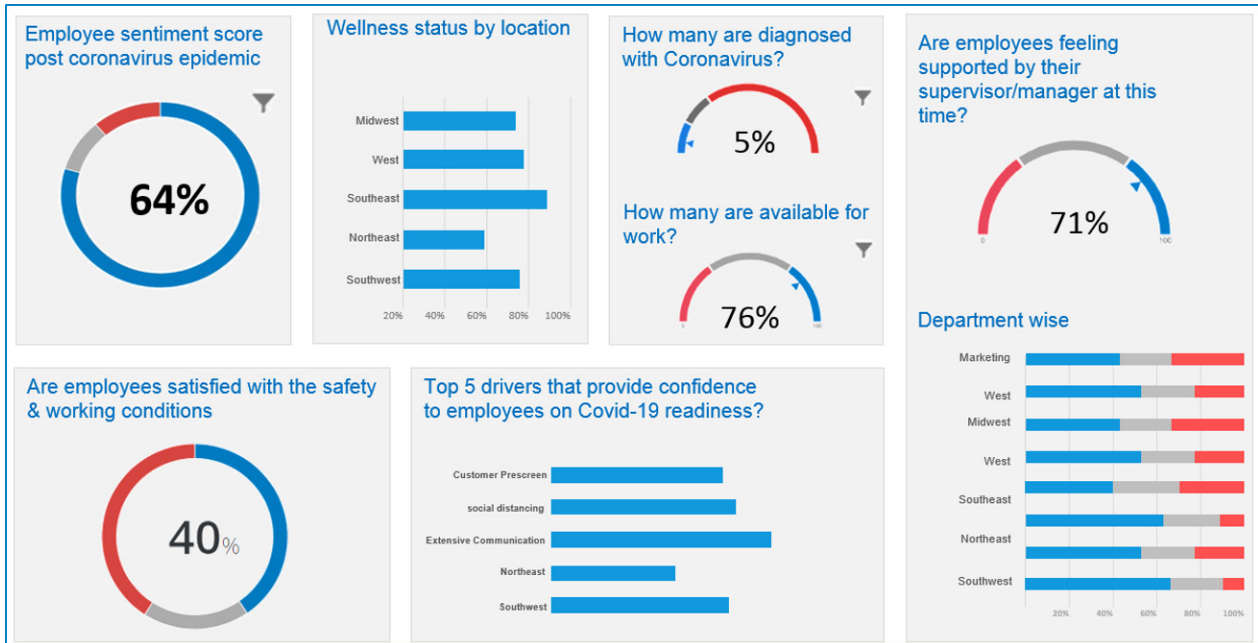 Employee sentiment score
post coronavirus epidemic
64%
Wellness status by location
Midwest
West
Southeast
Northeast
Southwest
20% 40% 60% 80% 100%
How many are diagnosed
with Coronavirus?
5%
How many are available for
work?
76%
0 100
Are employees feeling
supported by their
supervisor/manager at this
time?
71%
0 100
Department wise
Marketing
West
Midwest
West
Southeast
Northeast
Southwest
20% 40% 60% 80% 100%
Are employees satisfied with the safety
& working conditions
40%
Top 5 drivers that provide confidence
to employees on Covid-19 readiness?
Customer Prescreen
social distancing
Extensive Communication
Northeast
Southwest